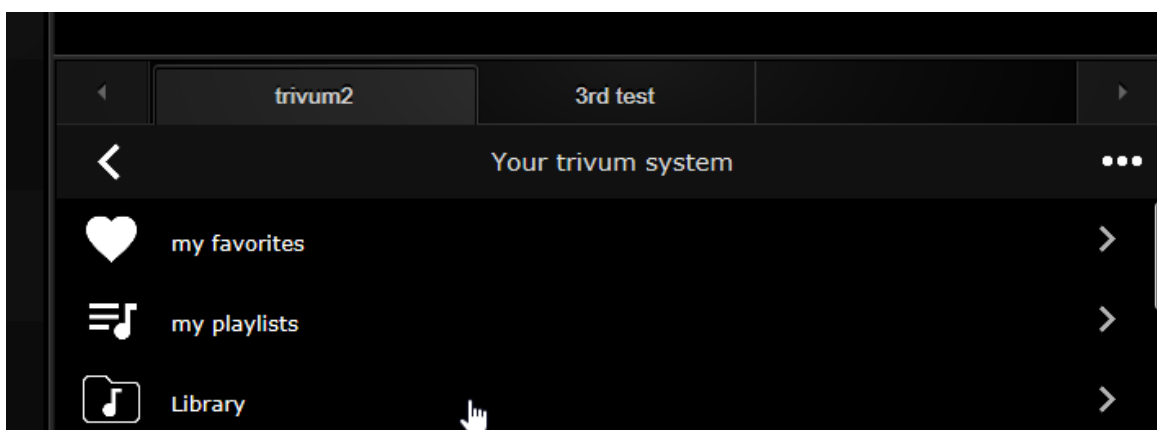 trivum2 3rd test
Your trivum system
my favorites
my playlists
Library